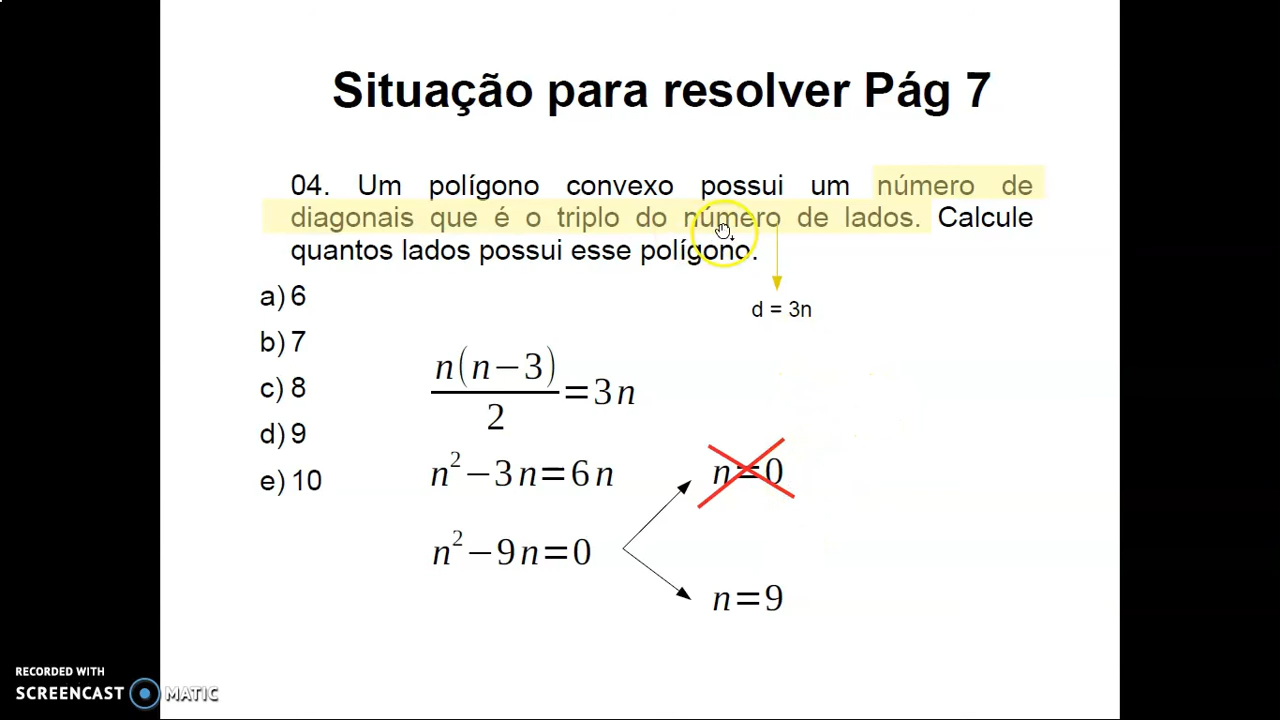 Situação para resolver Pág 7
04. Um polígono convexo possui um número de
diagonais que é o triplo do número de lados. Calcule
quantos lados possui esse polígono.
d = 3n
a) 6
b) 7
c) 8
d) 9
e) 10
n(n−3)/2=3n
n²−3n=6n
n²−9n=0
n=0
n=9
RECORDED WITH
SCREENCAST MATIC